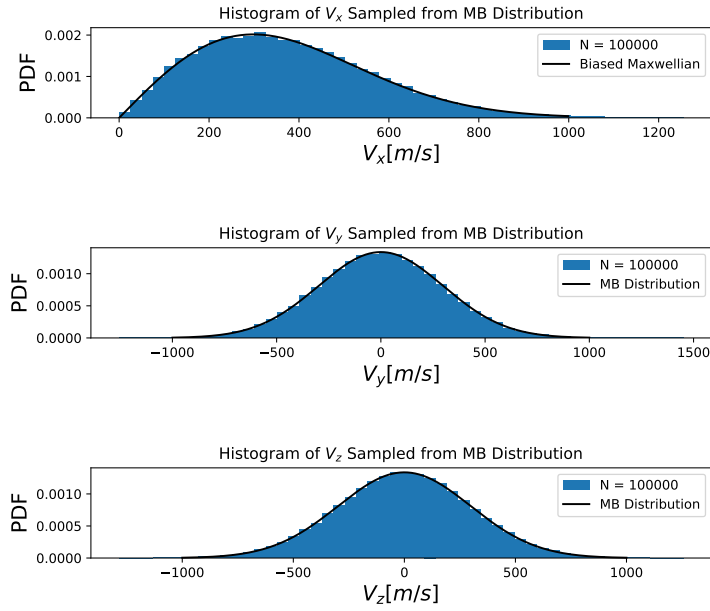 Histogram of Vx Sampled from MB Distribution
PDF
0.002
0.001
0.000
N = 100000
Biased Maxwellian
0 200 400 600 800 1000 1200
Vx[m/s]
Histogram of Vy Sampled from MB Distribution
PDF
0.0010
0.0005
0.0000
N = 100000
MB Distribution
−1000 −500 0 500 1000 1500
Vy[m/s]
Histogram of Vz Sampled from MB Distribution
PDF
0.0010
0.0005
0.0000
N = 100000
MB Distribution
−1000 −500 0 500 1000
Vz[m/s]